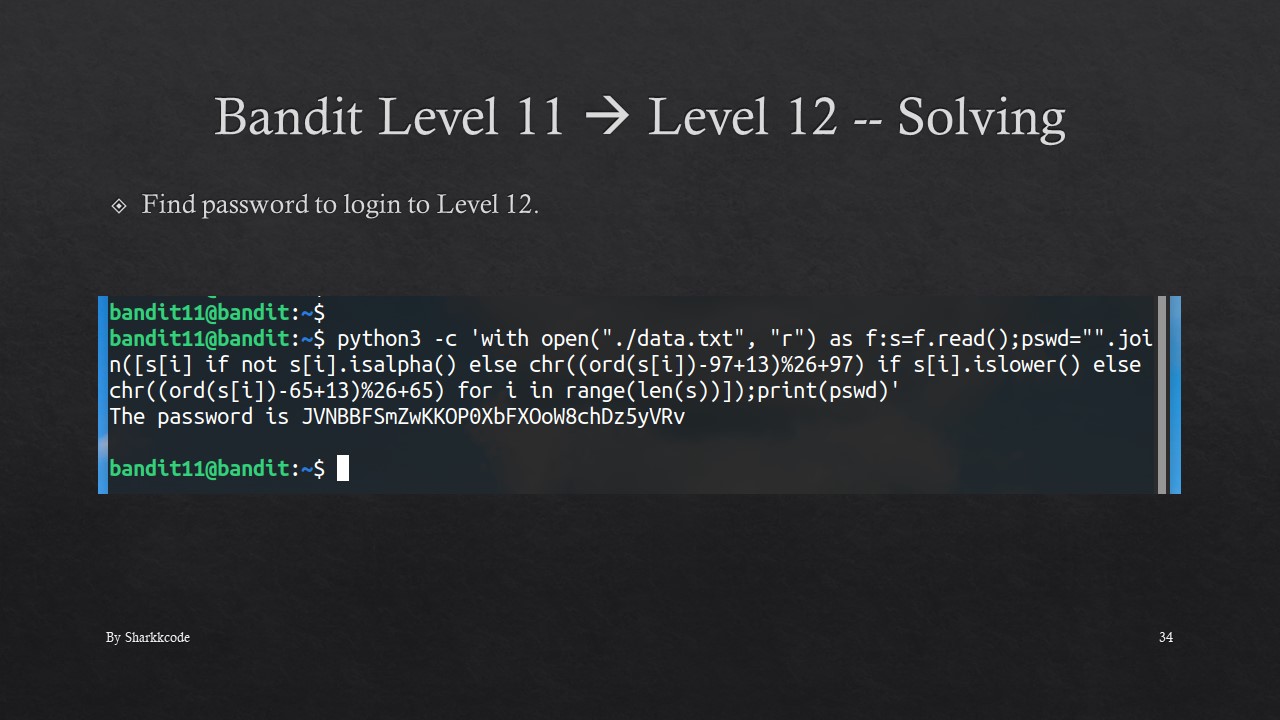 Bandit Level 11 → Level 12 -- Solving
Find password to login to Level 12.
bandit11@bandit:~$
bandit11@bandit:~$ python3 -c 'with open("./data.txt", "r") as f:s=f.read();pswd="".joi
n([s[i] if not s[i].isalpha() else chr((ord(s[i])-97+13)%26+97) if s[i].islower() else
chr((ord(s[i])-65+13)%26+65) for i in range(len(s))]);print(pswd)'
The password is JVNBBFSmZwKKOP0XbFXOoW8chDz5yVRv
bandit11@bandit:~$
By Sharkkcode
34